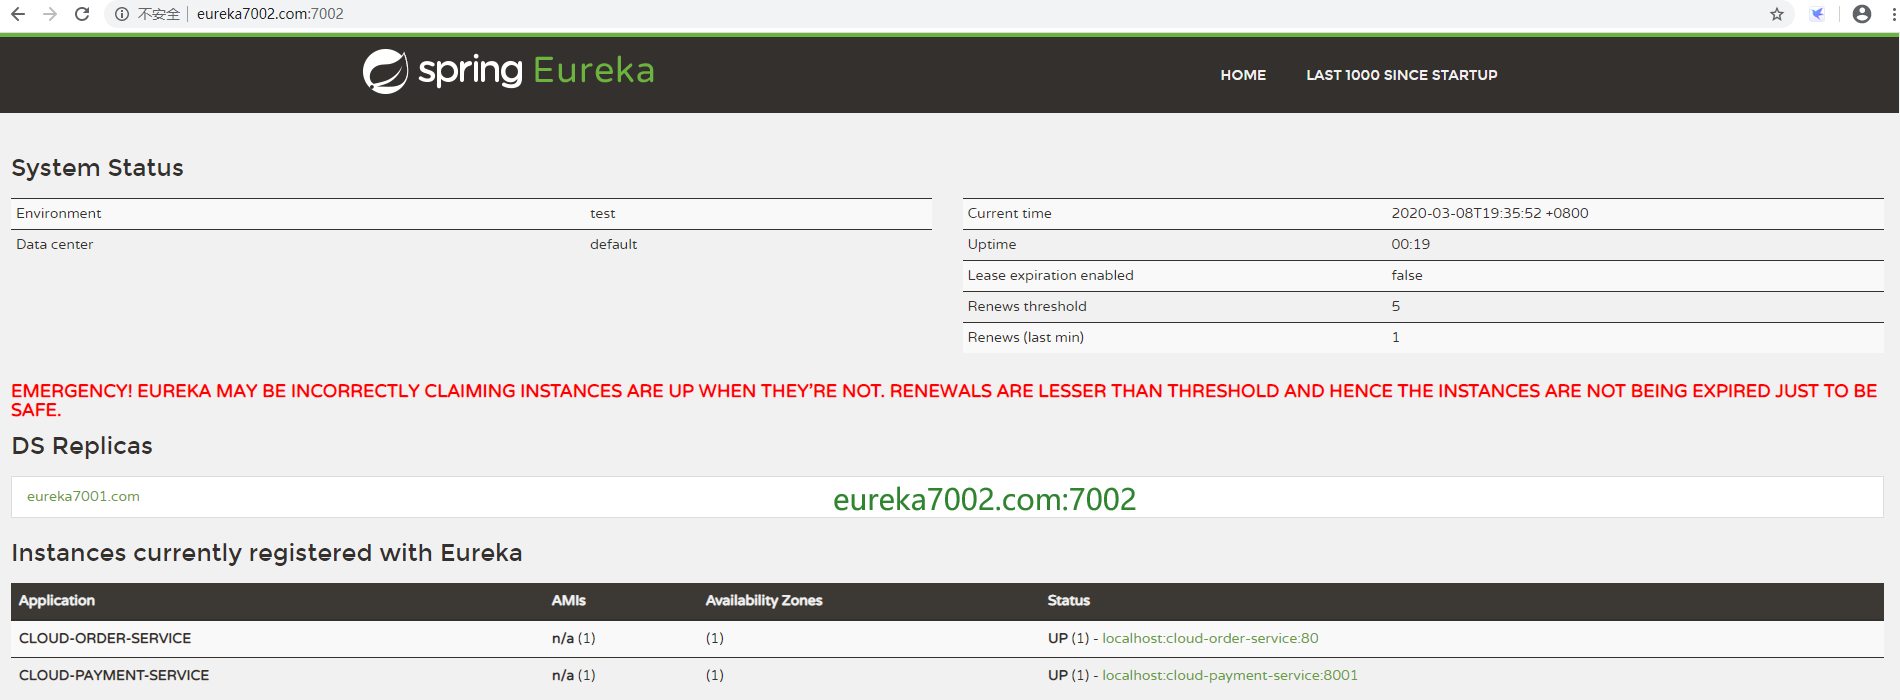 不安全 eureka7002.com:7002
spring Eureka HOME LAST 1000 SINCE STARTUP
System Status
Environment test
Data center default
Current time 2020-03-08T19:35:52 +0800
Uptime 00:19
Lease expiration enabled false
Renews threshold 5
Renews (last min) 1
EMERGENCY! EUREKA MAY BE INCORRECTLY CLAIMING INSTANCES ARE UP WHEN THEY'RE NOT. RENEWALS ARE LESSER THAN THRESHOLD AND HENCE THE INSTANCES ARE NOT BEING EXPIRED JUST TO BE
SAFE.
DS Replicas
eureka7001.com
eureka7002.com:7002
Instances currently registered with Eureka
Application AMIs Availability Zones Status
CLOUD-ORDER-SERVICE n/a (1) (1) UP (1) - localhost:cloud-order-service:80
CLOUD-PAYMENT-SERVICE n/a (1) (1) UP (1) - localhost:cloud-payment-service:8001